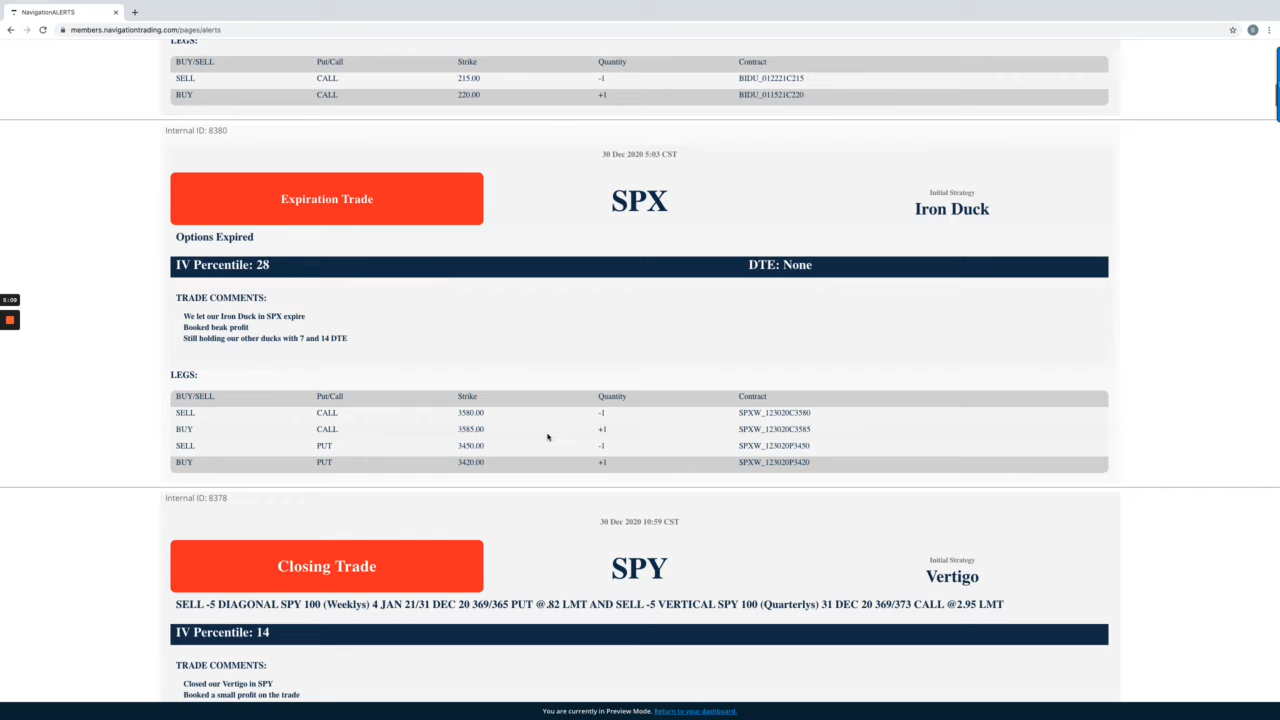 NavigationALERTS
members.navigationtrading.com/pages/alerts
B
LEGS:
BUY/SELL Put/Call Strike Quantity Contract
SELL CALL 215.00 -1 BIDU_012221C215
BUY CALL 220.00 +1 BIDU_011521C220
Internal ID: 8380
30 Dec 2020 5:03 CST
Expiration Trade
SPX
Initial Strategy
Iron Duck
Options Expired
IV Percentile: 28 DTE: None
5:09
TRADE COMMENTS:
We let our Iron Duck in SPX expire
Booked beak profit
Still holding our other ducks with 7 and 14 DTE
LEGS:
BUY/SELL Put/Call Strike Quantity Contract
SELL CALL 3580.00 -1 SPXW_123020C3580
BUY CALL 3585.00 +1 SPXW_123020C3585
SELL PUT 3450.00 -1 SPXW_123020P3450
BUY PUT 3420.00 +1 SPXW_123020P3420
Internal ID: 8378
30 Dec 2020 10:59 CST
Closing Trade
SPY
Initial Strategy
Vertigo
SELL -5 DIAGONAL SPY 100 (Weeklys) 4 JAN 21/31 DEC 20 369/365 PUT @.82 LMT AND SELL -5 VERTICAL SPY 100 (Quarterlys) 31 DEC 20 369/373 CALL @2.95 LMT
IV Percentile: 14
TRADE COMMENTS:
Closed our Vertigo in SPY
Booked a small profit on the trade
You are currently in Preview Mode. Return to your dashboard.